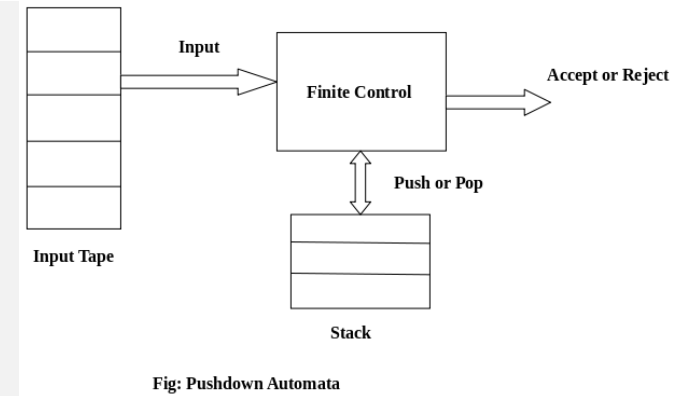 Input
Finite Control
Accept or Reject
Push or Pop
Input Tape
Stack
Fig: Pushdown Automata